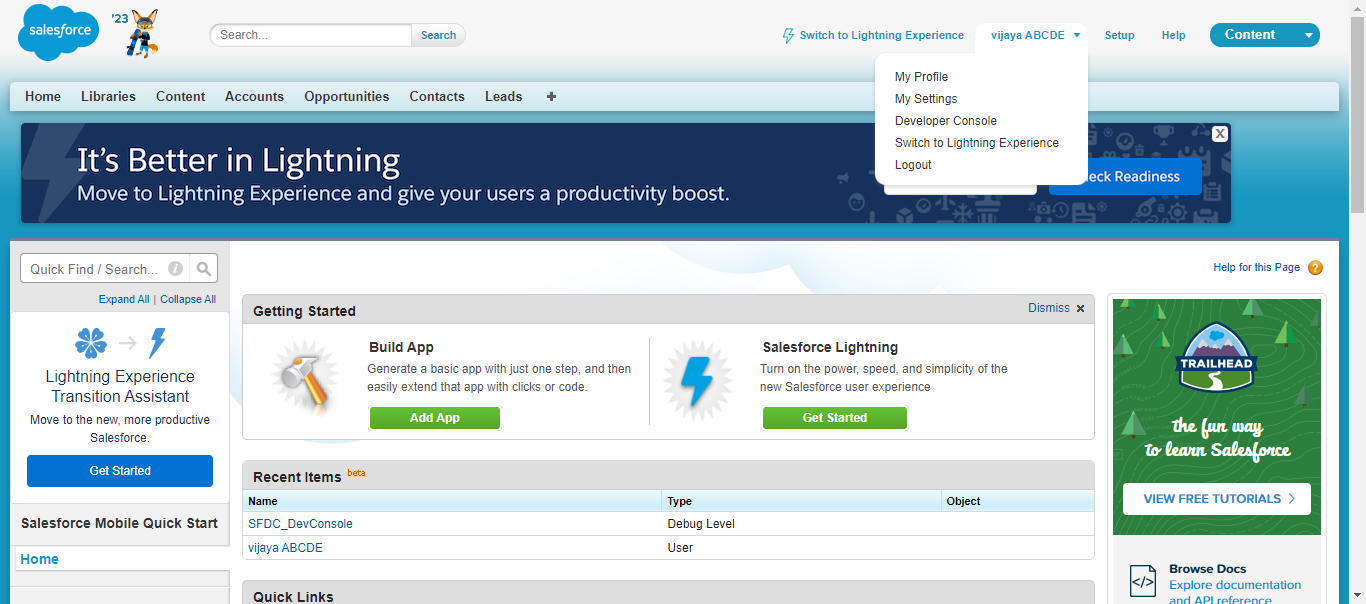 salesforce
'23
Search...
Search
Switch to Lightning Experience
vijaya ABCDE
Setup
Help
Content
My Profile
My Settings
Developer Console
Switch to Lightning Experience
Logout
Home
Libraries
Content
Accounts
Opportunities
Contacts
Leads
+
It's Better in Lightning
Move to Lightning Experience and give your users a productivity boost.
X
eck Readiness
Quick Find / Search...
Expand All | Collapse All
Lightning Experience
Transition Assistant
Move to the new, more productive
Salesforce.
Get Started
Salesforce Mobile Quick Start
Home
Help for this Page ?
Getting Started
Dismiss x
Build App
Generate a basic app with just one step, and then
easily extend that app with clicks or code.
Add App
Salesforce Lightning
Turn on the power, speed, and simplicity of the
new Salesforce user experience
Get Started
Recent Items beta
Name
Type
Object
SFDC_DevConsole
Debug Level
vijaya ABCDE
User
Quick Links
TRAILHEAD
the fun way
to learn Salesforce
VIEW FREE TUTORIALS >
</>
Browse Docs
Explore documentation
and API reference